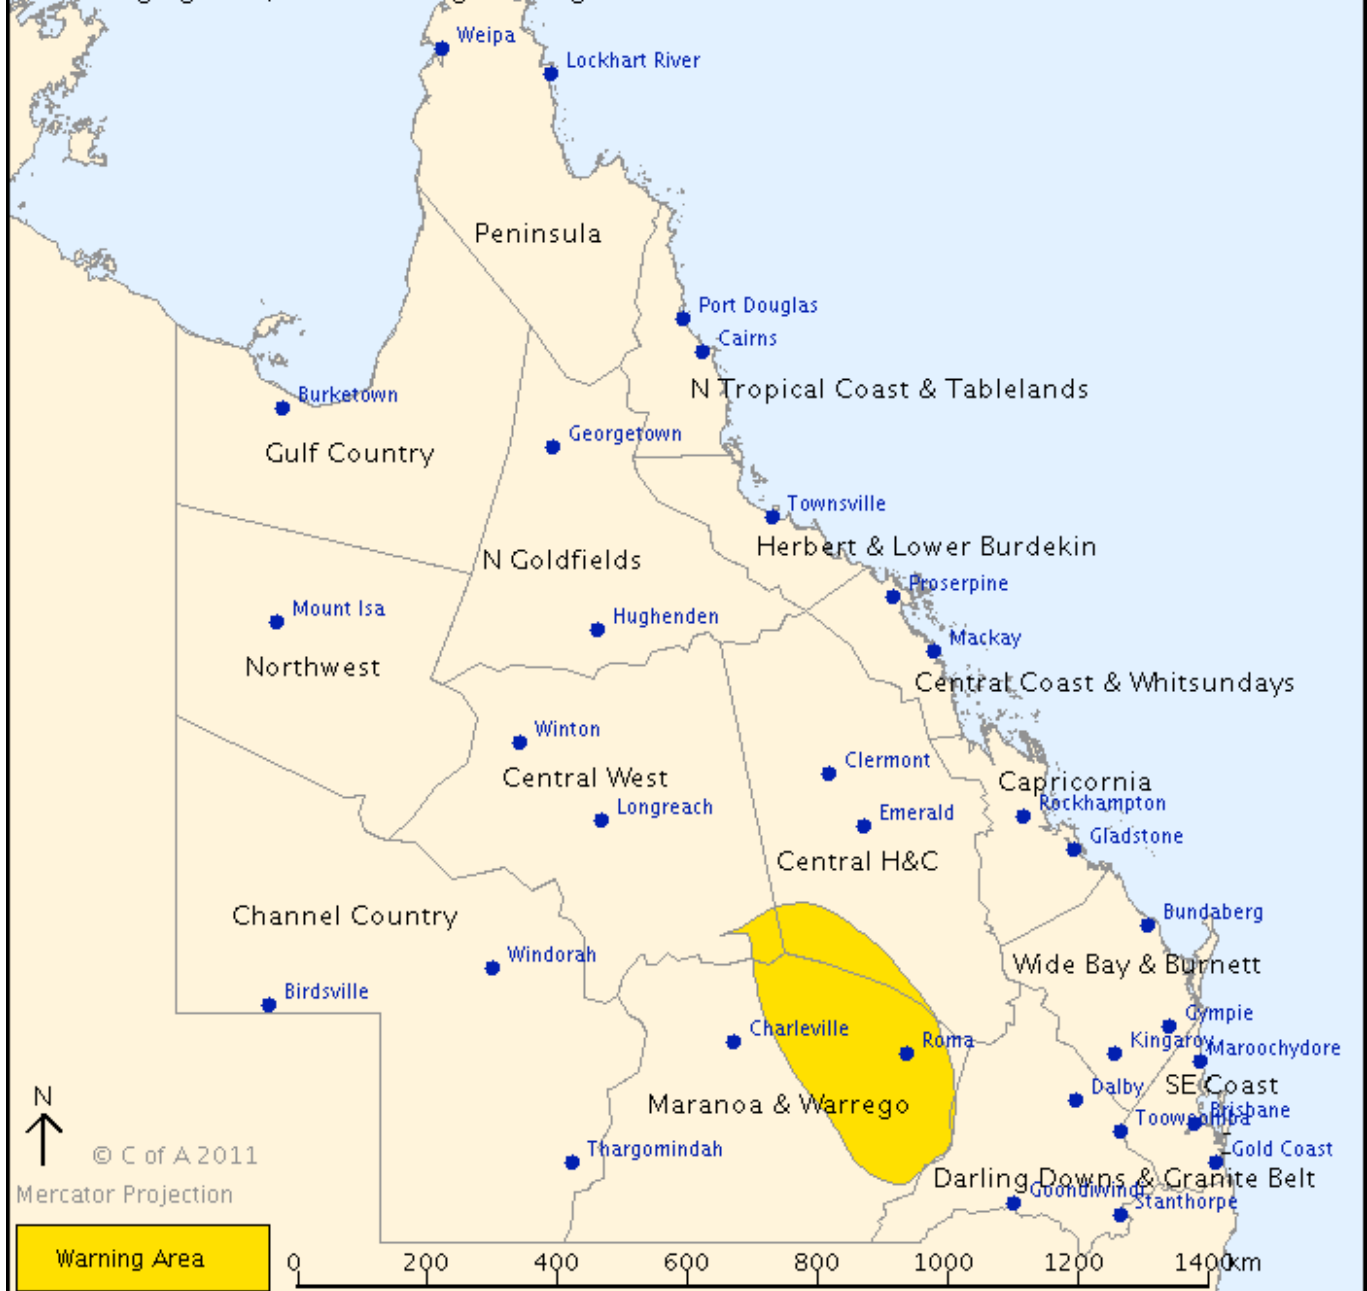 Weipa
Lockhart River
Peninsula
Port Douglas
Cairns
N Tropical Coast & Tablelands
Burketown
Georgetown
Gulf Country
Townsville
Herbert & Lower Burdekin
N Goldfields
Proserpine
Mount Isa
Hughenden
Mackay
Northwest
Central Coast & Whitsundays
Winton
Clermont
Central West
Capricornia
Longreach
Rockhampton
Emerald
Gladstone
Central H&C
Channel Country
Bundaberg
Windorah
Wide Bay & Burnett
Birdsville
Gympie
Charleville
Roma
Kingaroy
Maroochydore
Dalby
SE Coast
Maranoa & Warrego
Brisbane
Toowoomba
N
Thargomindah
Gold Coast
© C of A 2011
Darling Downs & Granite Belt
Mercator Projection
Goondiwindi
Stanthorpe
Warning Area
0 200 400 600 800 1000 1200 1400km